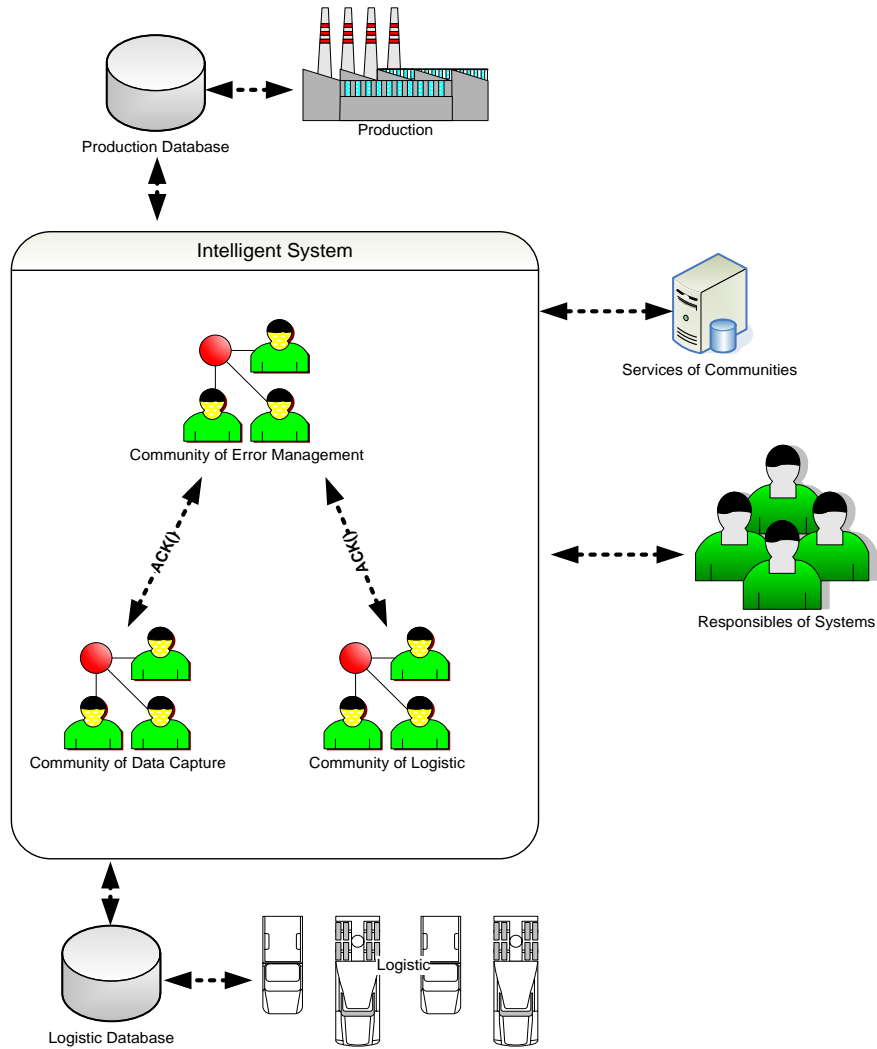 Production
Production Database
Intelligent System
Services of Communities
Community of Error Management
ACK()
ACK()
Responsibles of Systems
Community of Data Capture
Community of Logistic
Logistic
Logistic Database